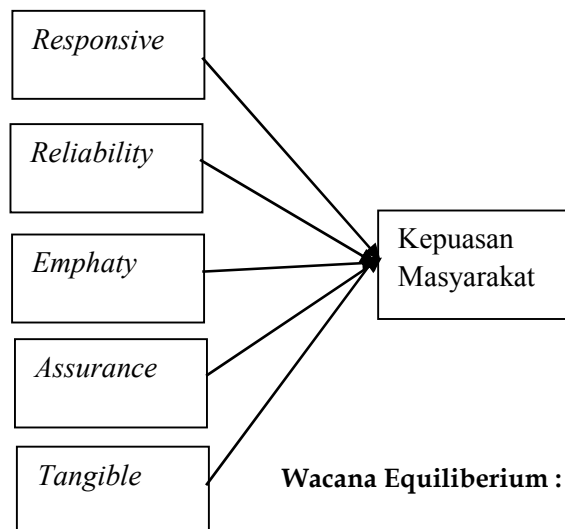 Responsive
Reliability
Emphaty
Kepuasan
Masyarakat
Assurance
Tangible
Wacana Equiliberium :